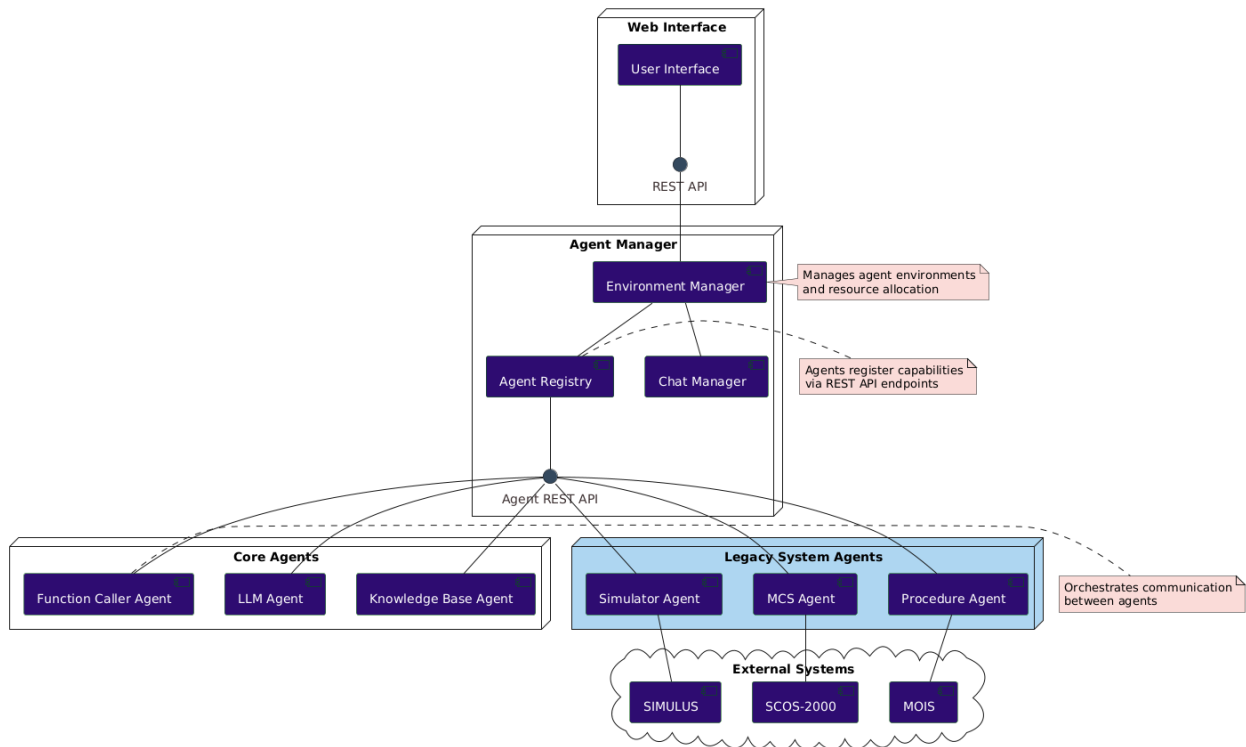 Web Interface
User Interface
REST API
Agent Manager
Environment Manager
Manages agent environments
and resource allocation
Agent Registry
Chat Manager
Agents register capabilities
via REST API endpoints
Agent REST API
Core Agents
Function Caller Agent
LLM Agent
Knowledge Base Agent
Legacy System Agents
Simulator Agent
MCS Agent
Procedure Agent
Orchestrates communication
between agents
External Systems
SIMULUS
SCOS-2000
MOIS